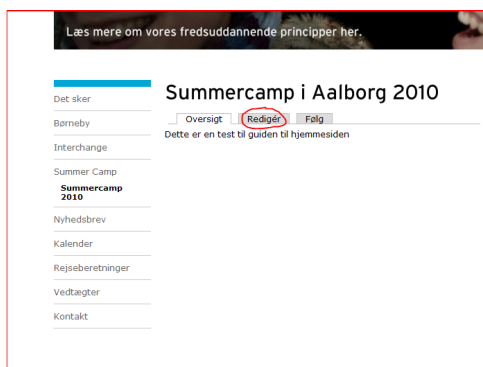 Læs mere om vores fredsuddannende principper her.
Det sker
Børneby
Interchange
Summer Camp
Summercamp
2010
Nyhedsbrev
Kalender
Rejseberetninger
Vedtægter
Kontakt
Summercamp i Aalborg 2010
Oversigt Redigér Følg
Dette er en test til guiden til hjemmesiden